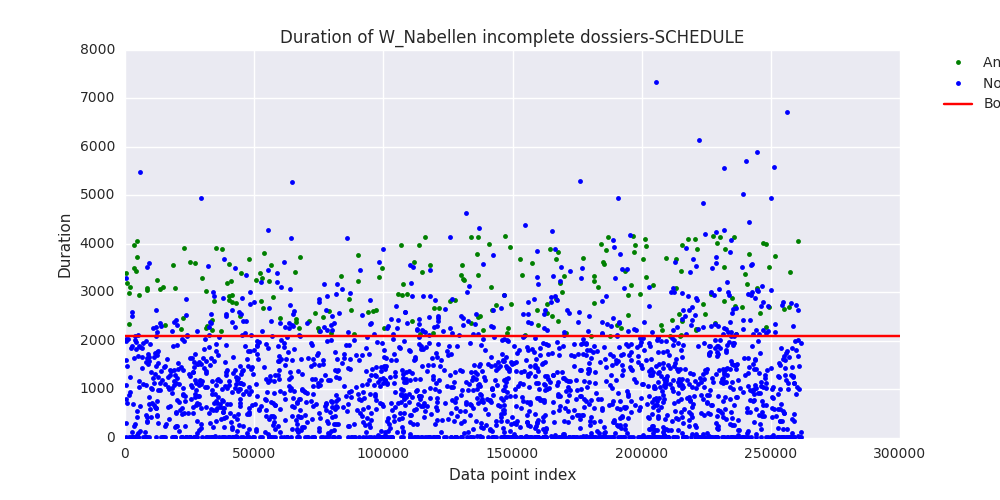 Duration of W_Nabellen incomplete dossiers-SCHEDULE
8000
7000
6000
5000
4000
3000
2000
1000
0
Duration
0 50000 100000 150000 200000 250000 300000
Data point index
An
No
Bo